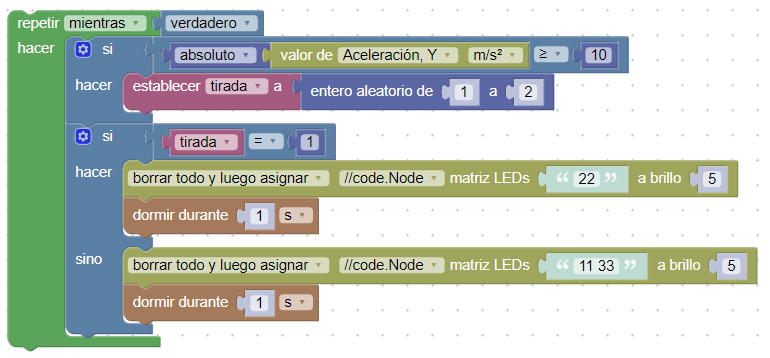 repetir mientras verdadero
hacer si absoluto valor de Aceleración, Y m/s² ≥ 10
hacer establecer tirada a entero aleatorio de 1 a 2
si tirada = 1
hacer borrar todo y luego asignar //code.Node matriz LEDs “ 22 ” a brillo 5
dormir durante 1 s
sino borrar todo y luego asignar //code.Node matriz LEDs “ 11 33 ” a brillo 5
dormir durante 1 s